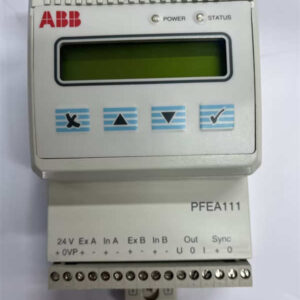 ABB
POWER STATUS
PFEA111
24 V Ex A In A Ex B In B Out Sync
+ 0VP + - + - + - + - U 0 I + 0